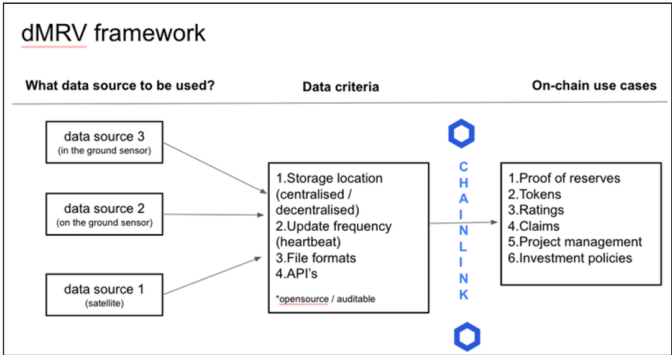 dMRV framework
What data source to be used?
Data criteria
On-chain use cases
data source 3
(in the ground sensor)
data source 2
(on the ground sensor)
data source 1
(satellite)
1.Storage location
(centralised /
decentralised)
2.Update frequency
(heartbeat)
3.File formats
4.API's
*opensource / auditable
CHAINLINK
1.Proof of reserves
2.Tokens
3.Ratings
4.Claims
5.Project management
6.Investment policies